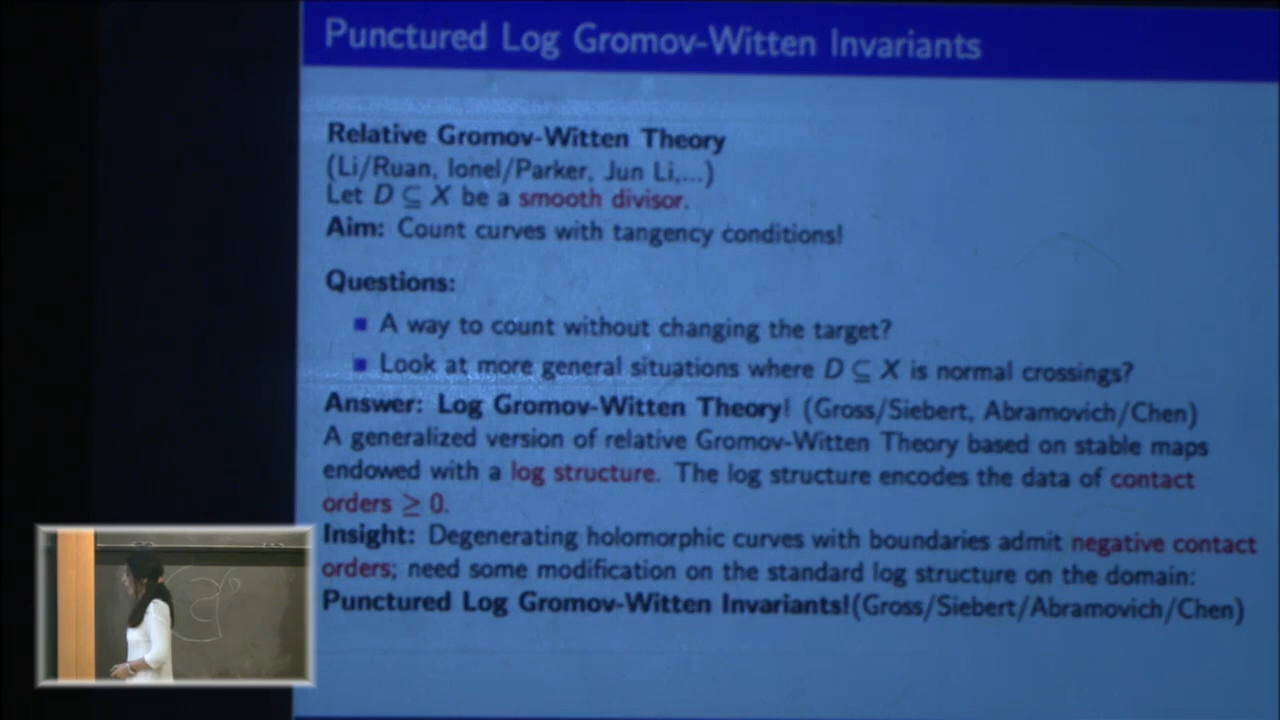 Punctured Log Gromov-Witten Invariants
Relative Gromov-Witten Theory
(Li/Ruan, Ionel/Parker, Jun Li,...)
Let D ⊆ X be a smooth divisor.
Aim: Count curves with tangency conditions!
Questions:
A way to count without changing the target?
Look at more general situations where D ⊆ X is normal crossings?
Answer: Log Gromov-Witten Theory! (Gross/Siebert, Abramovich/Chen)
A generalized version of relative Gromov-Witten Theory based on stable maps
endowed with a log structure. The log structure encodes the data of contact
orders ≥ 0.
Insight: Degenerating holomorphic curves with boundaries admit negative contact
orders; need some modification on the standard log structure on the domain:
Punctured Log Gromov-Witten Invariants!(Gross/Siebert/Abramovich/Chen)